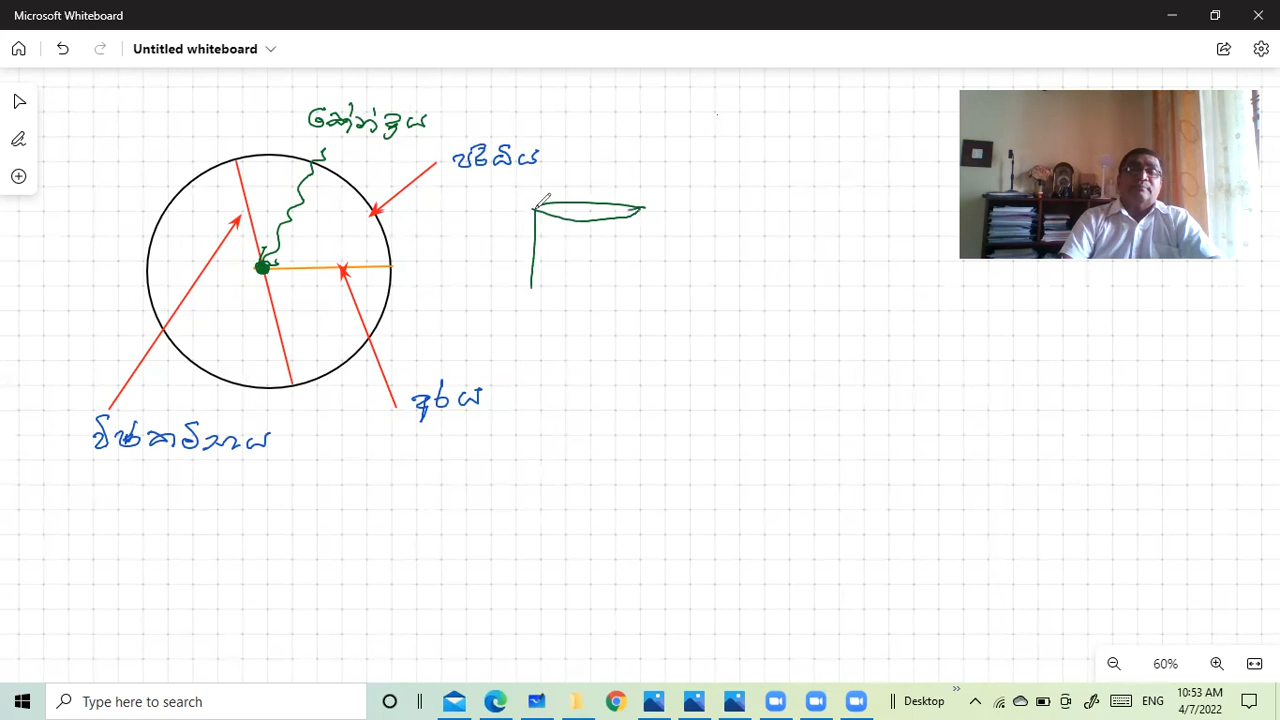 Microsoft Whiteboard
Untitled whiteboard
කේන්ද්‍රය
පරිධිය
අරය
විෂ්කම්භය
60%
Type here to search
Desktop
ENG
10:53 AM
4/7/2022